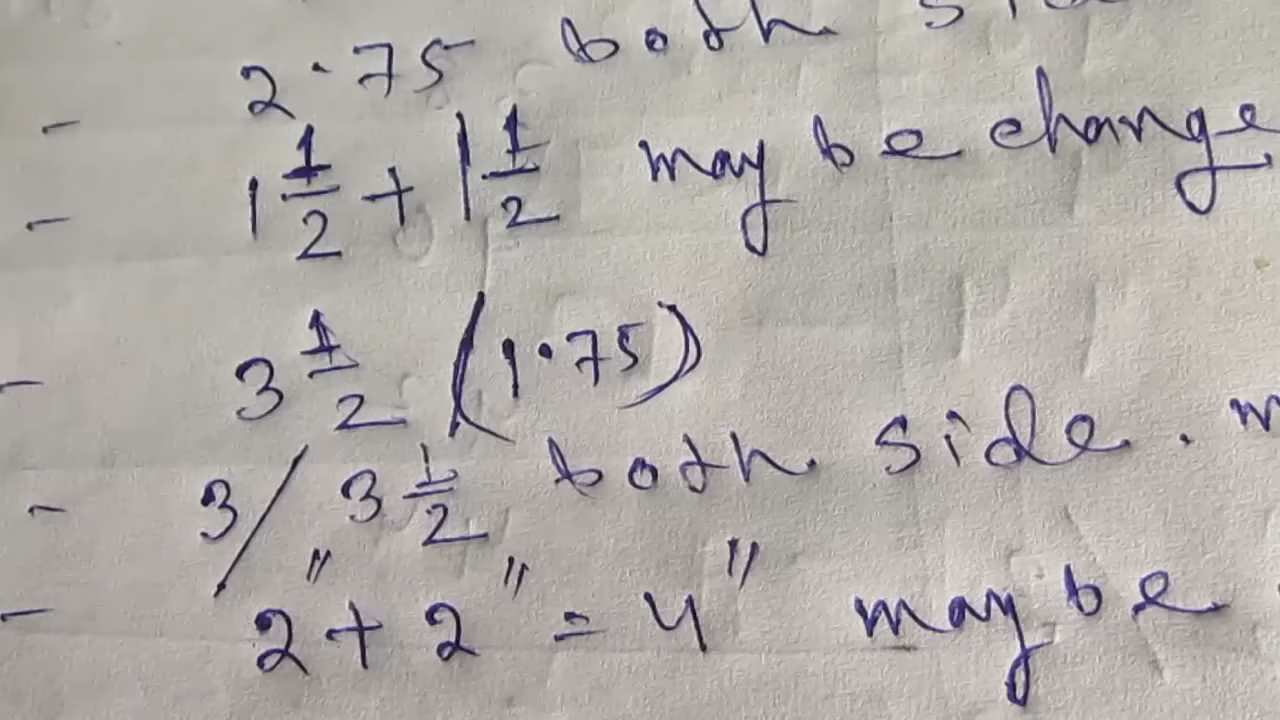 - 2.75 both
- 1 1/2 + 1 1/2 may be change
- 3 1/2 (1.75)
- 3/3 1/2 both side.
- 2" + 2" = 4" may be